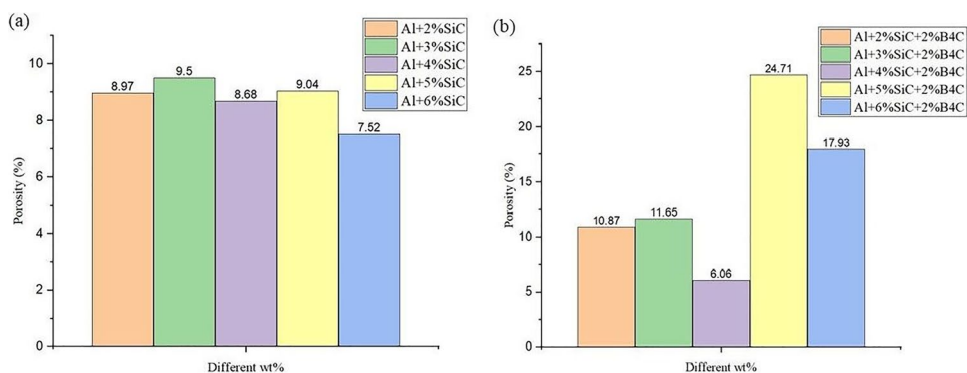 (a)
Al+2%SiC
Al+3%SiC
Al+4%SiC
Al+5%SiC
Al+6%SiC
10
8
6
4
2
0
Porosity (%)
8.97
9.5
8.68
9.04
7.52
Different wt%
(b)
Al+2%SiC+2%B4C
Al+3%SiC+2%B4C
Al+4%SiC+2%B4C
Al+5%SiC+2%B4C
Al+6%SiC+2%B4C
25
20
15
10
5
0
Porosity (%)
10.87
11.65
6.06
24.71
17.93
Different wt%